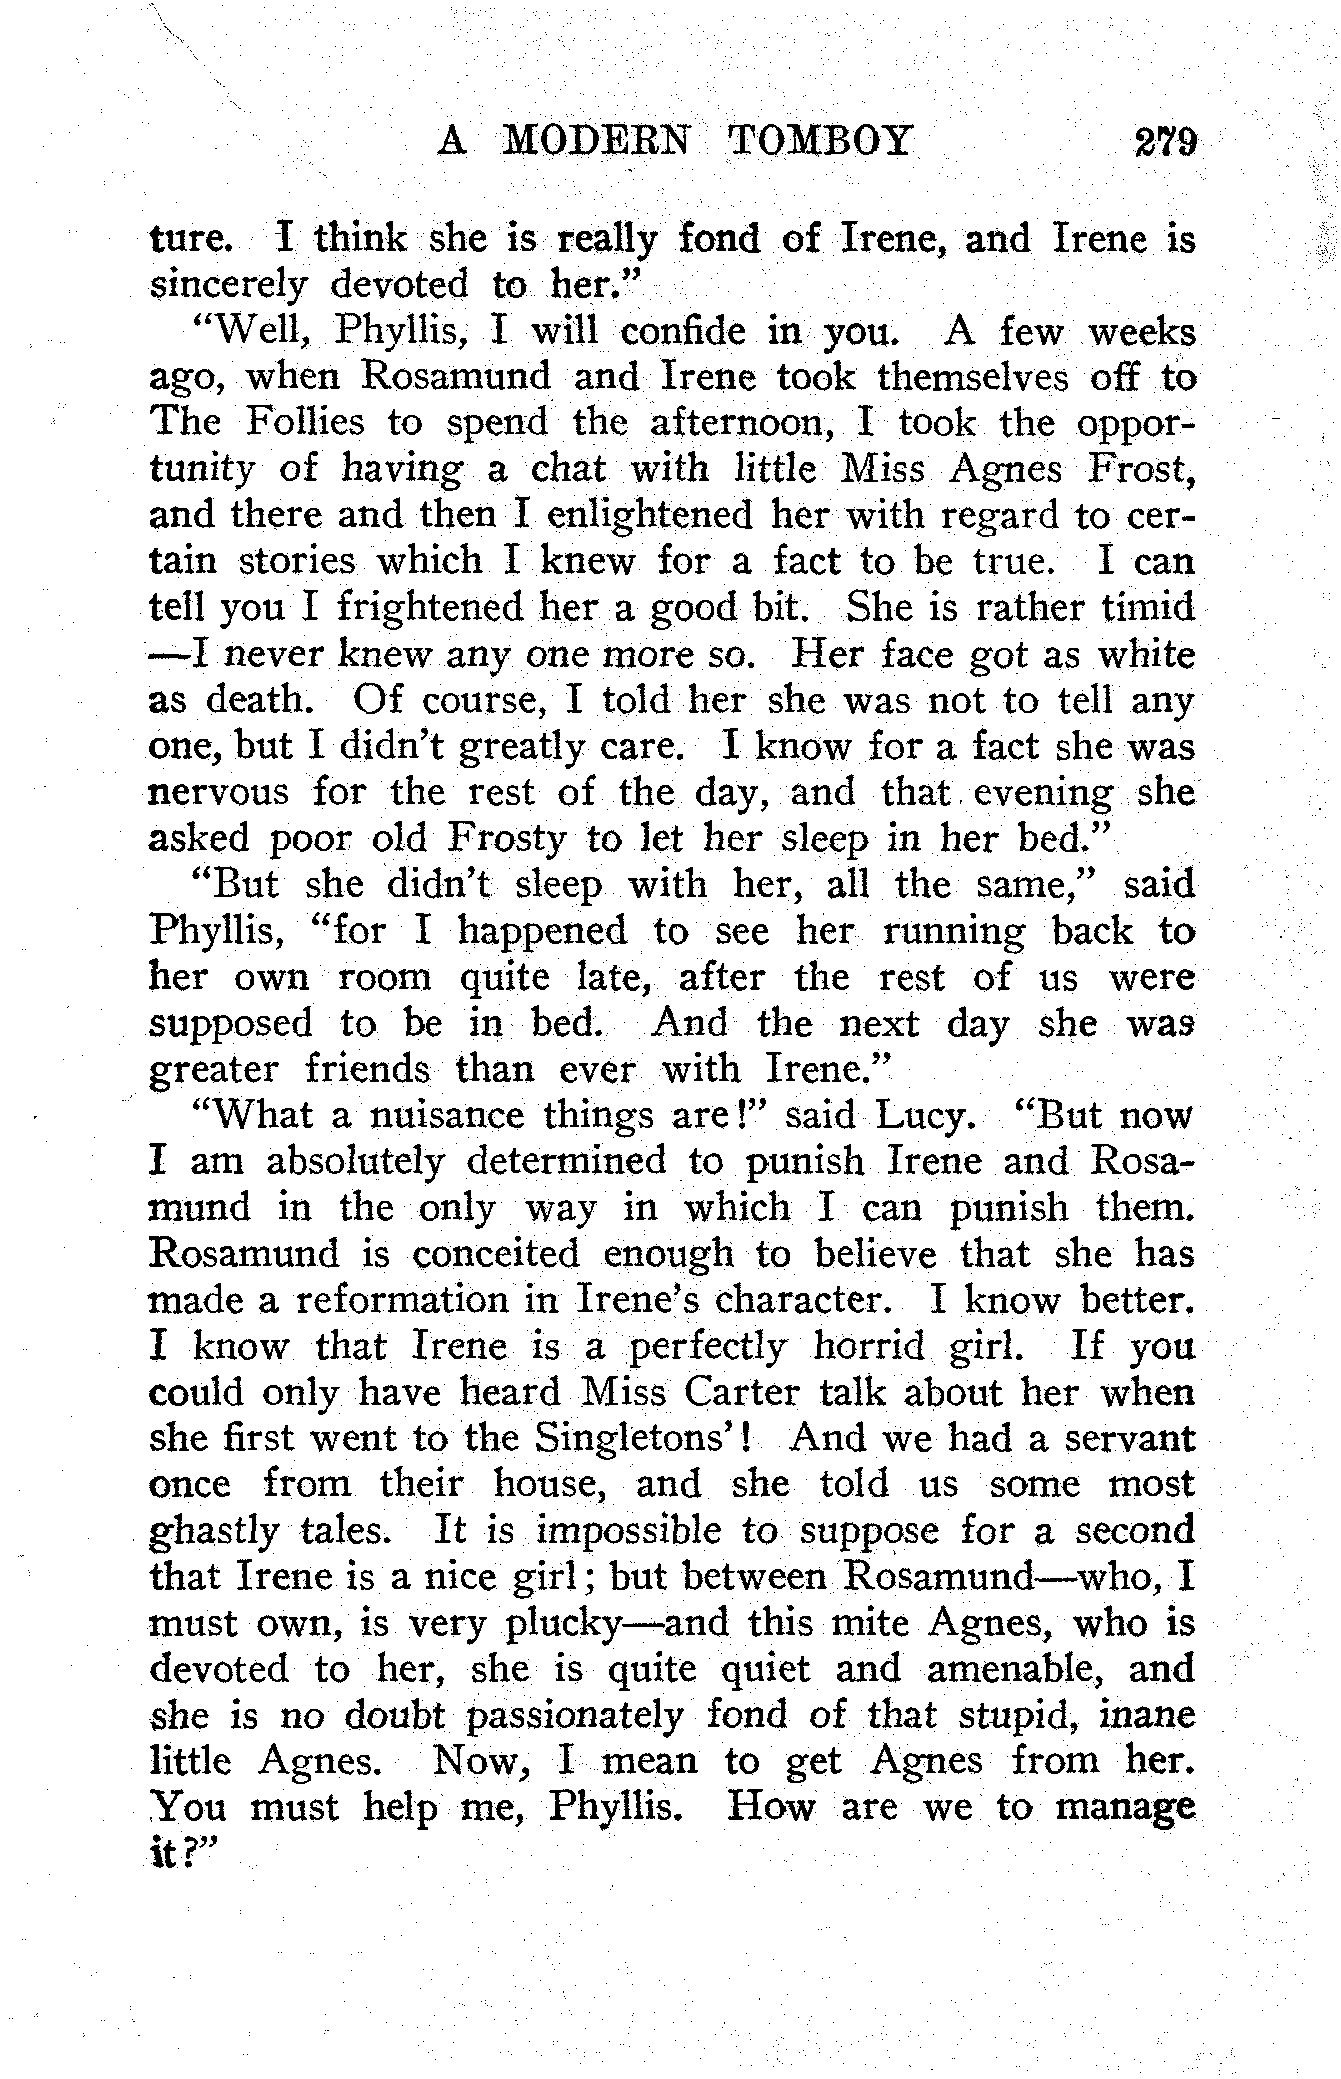 A MODERN TOMBOY 279
ture. I think she is really fond of Irene, and Irene is
sincerely devoted to her."
"Well, Phyllis, I will confide in you. A few weeks
ago, when Rosamund and Irene took themselves off to
The Follies to spend the afternoon, I took the oppor-
tunity of having a chat with little Miss Agnes Frost,
and there and then I enlightened her with regard to cer-
tain stories which I knew for a fact to be true. I can
tell you I frightened her a good bit. She is rather timid
—I never knew any one more so. Her face got as white
as death. Of course, I told her she was not to tell any
one, but I didn't greatly care. I know for a fact she was
nervous for the rest of the day, and that evening she
asked poor old Frosty to let her sleep in her bed."
"But she didn't sleep with her, all the same," said
Phyllis, "for I happened to see her running back to
her own room quite late, after the rest of us were
supposed to be in bed. And the next day she was
greater friends than ever with Irene."
"What a nuisance things are!" said Lucy. "But now
I am absolutely determined to punish Irene and Rosa-
mund in the only way in which I can punish them.
Rosamund is conceited enough to believe that she has
made a reformation in Irene's character. I know better.
I know that Irene is a perfectly horrid girl. If you
could only have heard Miss Carter talk about her when
she first went to the Singletons'! And we had a servant
once from their house, and she told us some most
ghastly tales. It is impossible to suppose for a second
that Irene is a nice girl; but between Rosamund—who, I
must own, is very plucky—and this mite Agnes, who is
devoted to her, she is quite quiet and amenable, and
she is no doubt passionately fond of that stupid, inane
little Agnes. Now, I mean to get Agnes from her.
You must help me, Phyllis. How are we to manage
it?"